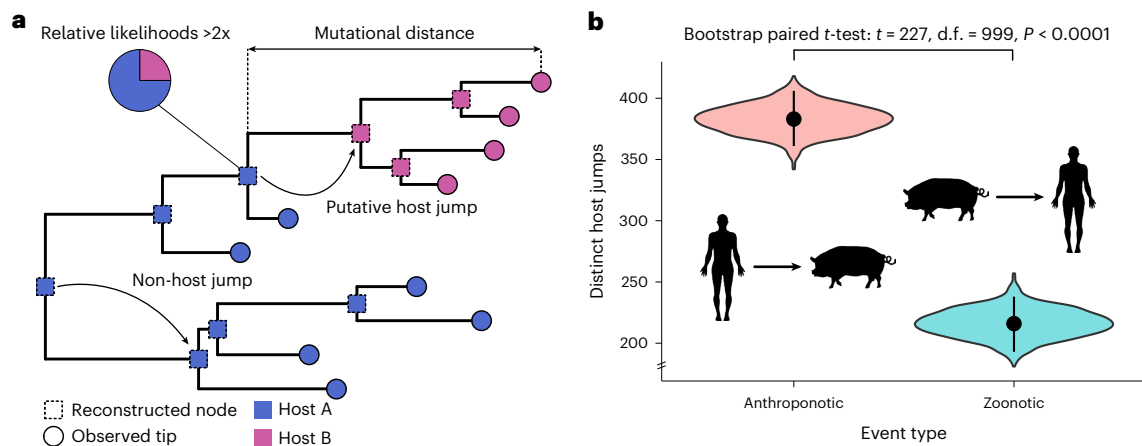 a
Relative likelihoods >2x
Mutational distance
Putative host jump
Non-host jump
Reconstructed node
Observed tip
Host A
Host B
b
Bootstrap paired t-test: t = 227, d.f. = 999, P < 0.0001
Distinct host jumps
400
350
300
250
200
Anthroponotic
Zoonotic
Event type